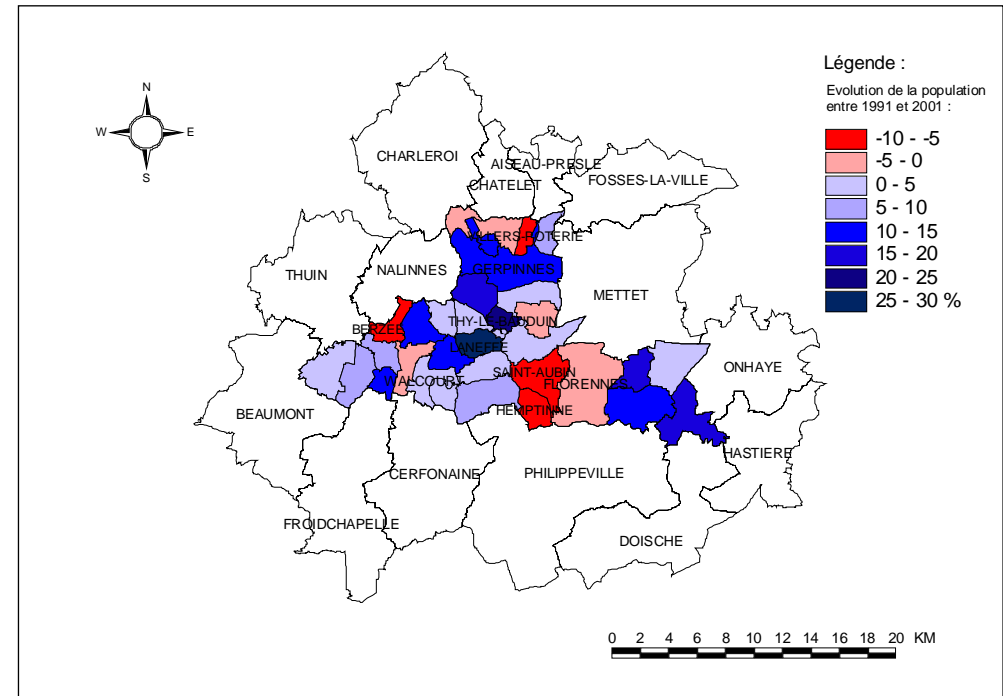 Légende :
Evolution de la population
entre 1991 et 2001 :
-10 - -5
-5 - 0
0 - 5
5 - 10
10 - 15
15 - 20
20 - 25
25 - 30 %
N
W
E
S
CHARLEROI
AISEAU-PRESLE
CHATELET
FOSSES-LA-VILLE
VILLERS-POTERIE
THUIN
NALINNES
GERPINNES
METTET
BERZEE
THY-LE-BAUDUIN
LANEFFE
ONHAYE
WALCOURT
SAINT-AUBIN
FLORENNES
BEAUMONT
HEMPTINNE
HASTIERE
CERFONAINE
PHILIPPEVILLE
FROIDCHAPELLE
DOISCHE
0 2 4 6 8 10 12 14 16 18 20 KM